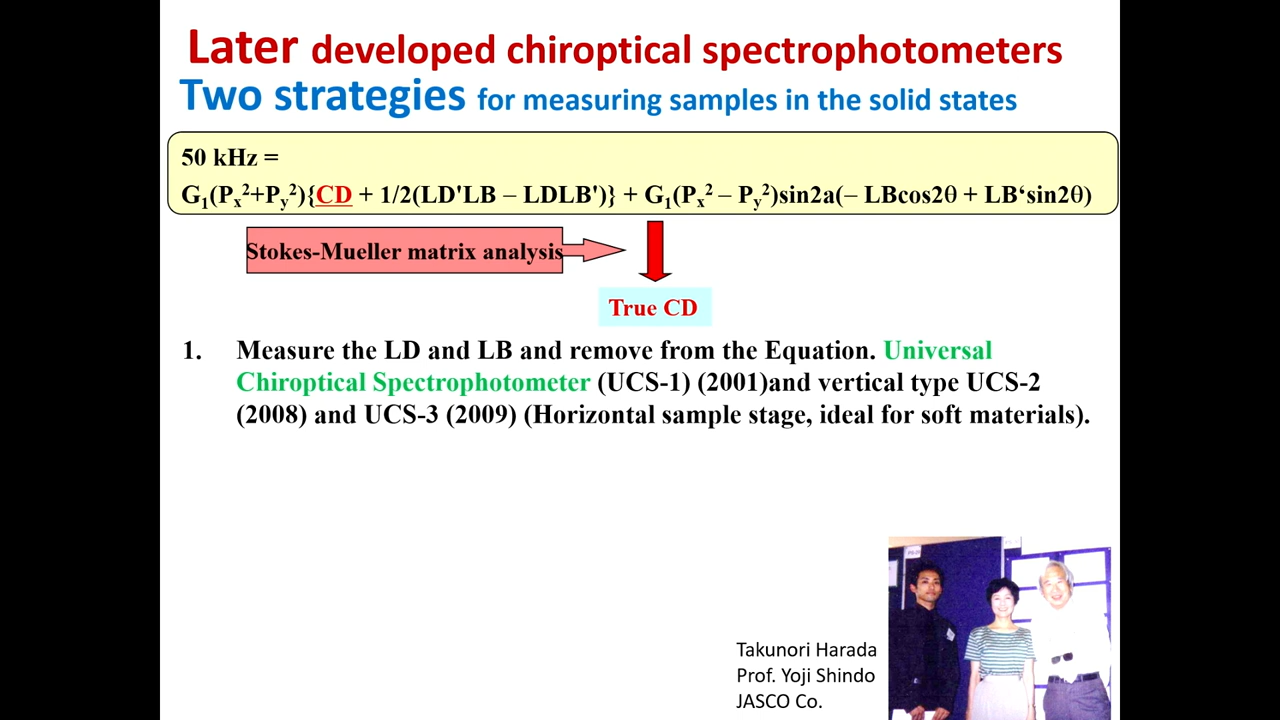 Later developed chiroptical spectrophotometers
Two strategies for measuring samples in the solid states
50 kHz =
G₁(Pₓ²+Pᵧ²){CD + 1/2(LD'LB – LDLB')} + G₁(Pₓ² – Pᵧ²)sin2a(– LBcos2θ + LB‘sin2θ)
Stokes-Mueller matrix analysis
True CD
1. Measure the LD and LB and remove from the Equation. Universal
Chiroptical Spectrophotometer (UCS-1) (2001)and vertical type UCS-2
(2008) and UCS-3 (2009) (Horizontal sample stage, ideal for soft materials).
Takunori Harada
Prof. Yoji Shindo
JASCO Co.